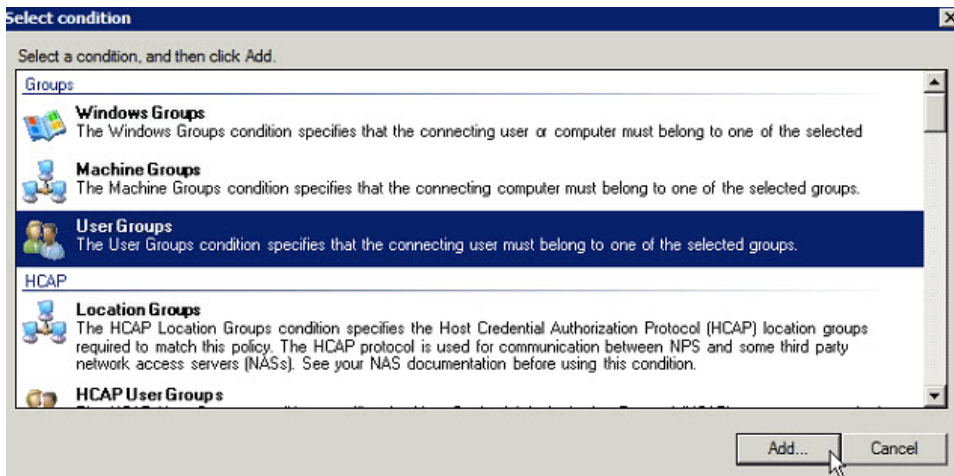 Select condition
Select a condition, and then click Add.
Groups
Windows Groups
The Windows Groups condition specifies that the connecting user or computer must belong to one of the selected
Machine Groups
The Machine Groups condition specifies that the connecting computer must belong to one of the selected groups.
User Groups
The User Groups condition specifies that the connecting user must belong to one of the selected groups.
HCAP
Location Groups
The HCAP Location Groups condition specifies the Host Credential Authorization Protocol (HCAP) location groups
required to match this policy. The HCAP protocol is used for communication between NPS and some third party
network access servers (NASs). See your NAS documentation before using this condition.
HCAP User Groups
Add...
Cancel